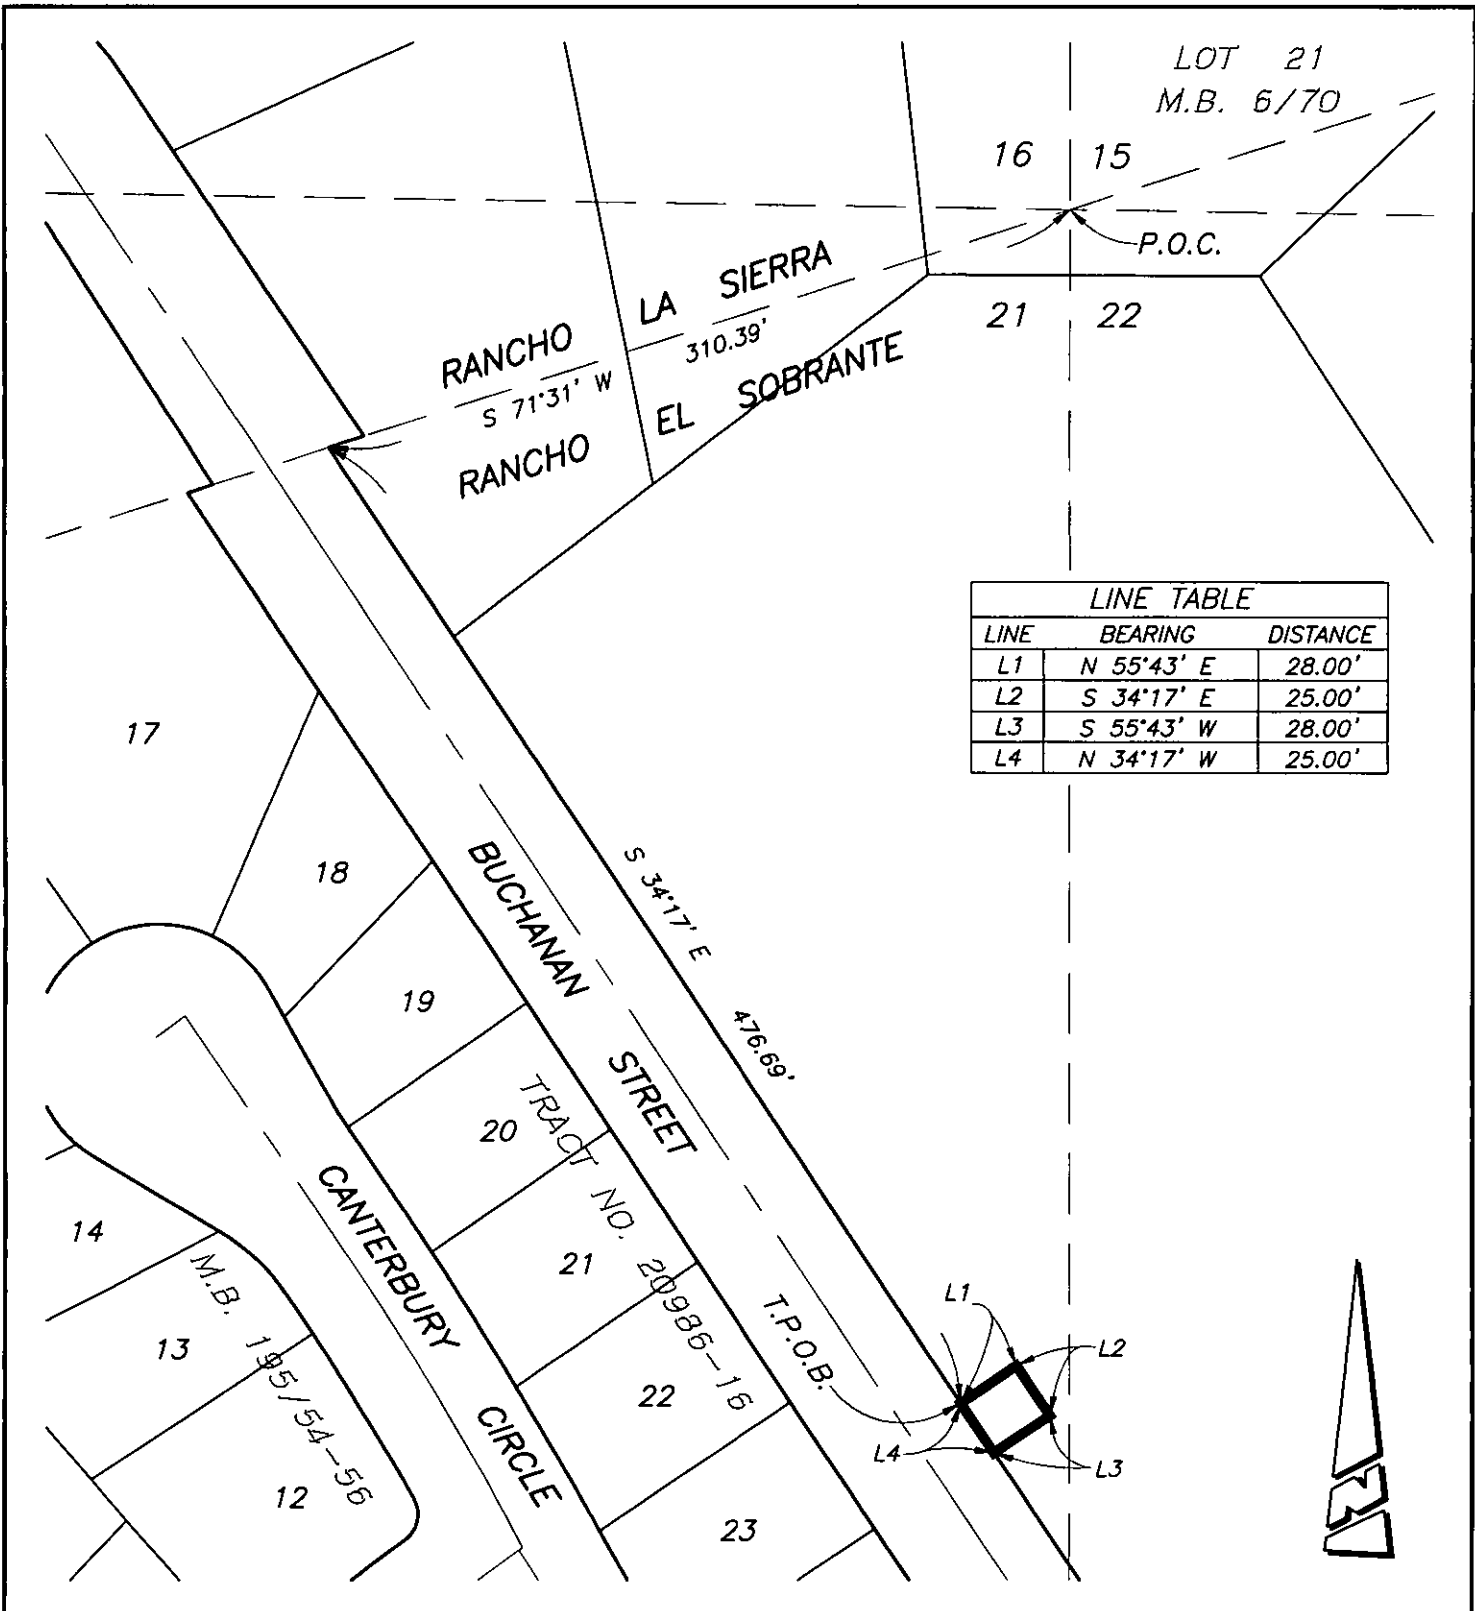 LOT 21
M.B. 6/70
16
15
P.O.C.
21
22
RANCHO LA SIERRA
S 71°31' W 310.39'
RANCHO EL SOBRANTE
LINE TABLE
LINE BEARING DISTANCE
L1 N 55°43' E 28.00'
L2 S 34°17' E 25.00'
L3 S 55°43' W 28.00'
L4 N 34°17' W 25.00'
17
18
19
20
21
22
23
14
13
12
BUCHANAN STREET
S 34°17' E 476.69'
TRACT NO. 20986-16
M.B. 195/54-56
CANTERBURY CIRCLE
T.P.O.B.
L1
L2
L3
L4
N